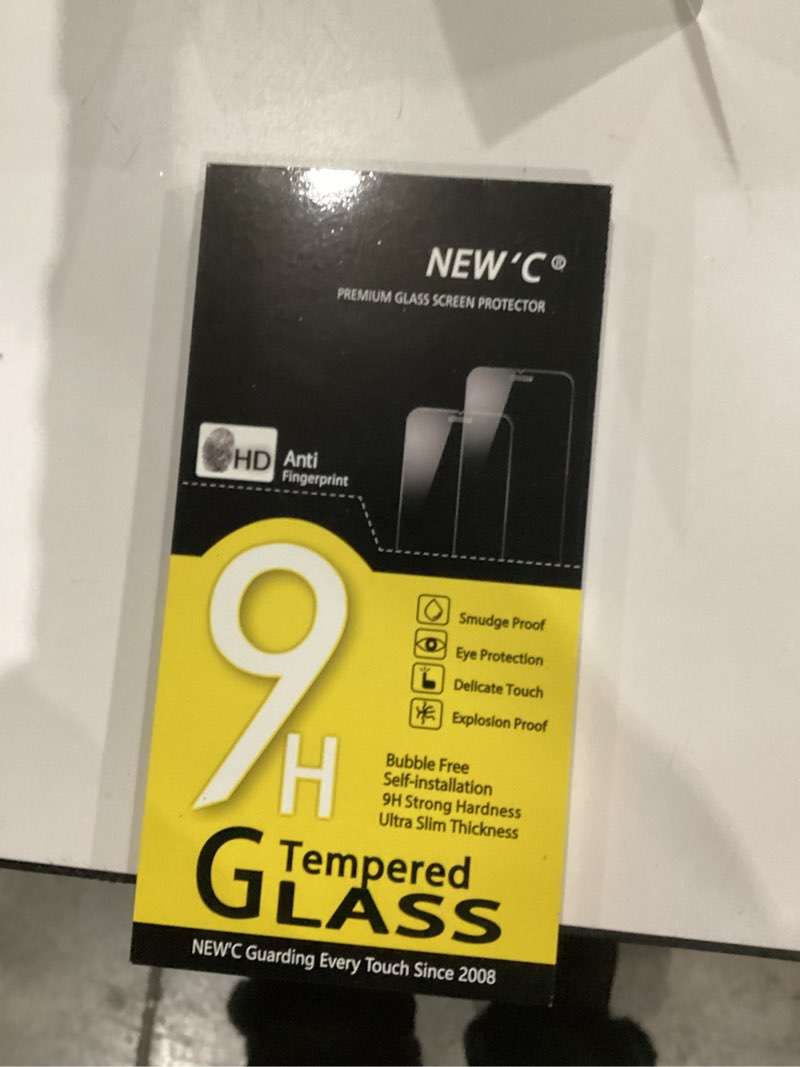 NEW'C®
PREMIUM GLASS SCREEN PROTECTOR
HD
Anti
Fingerprint
9H
Smudge Proof
Eye Protection
Delicate Touch
Explosion Proof
Bubble Free
Self-installation
9H Strong Hardness
Ultra Slim Thickness
Tempered
GLASS
NEW'C Guarding Every Touch Since 2008